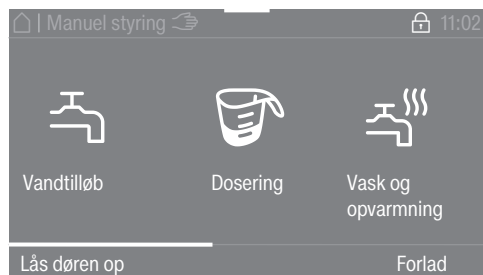 | Manuel styring 11:02
Vandtilløb
Dosering
Vask og
opvarmning
Lås døren op
Forlad